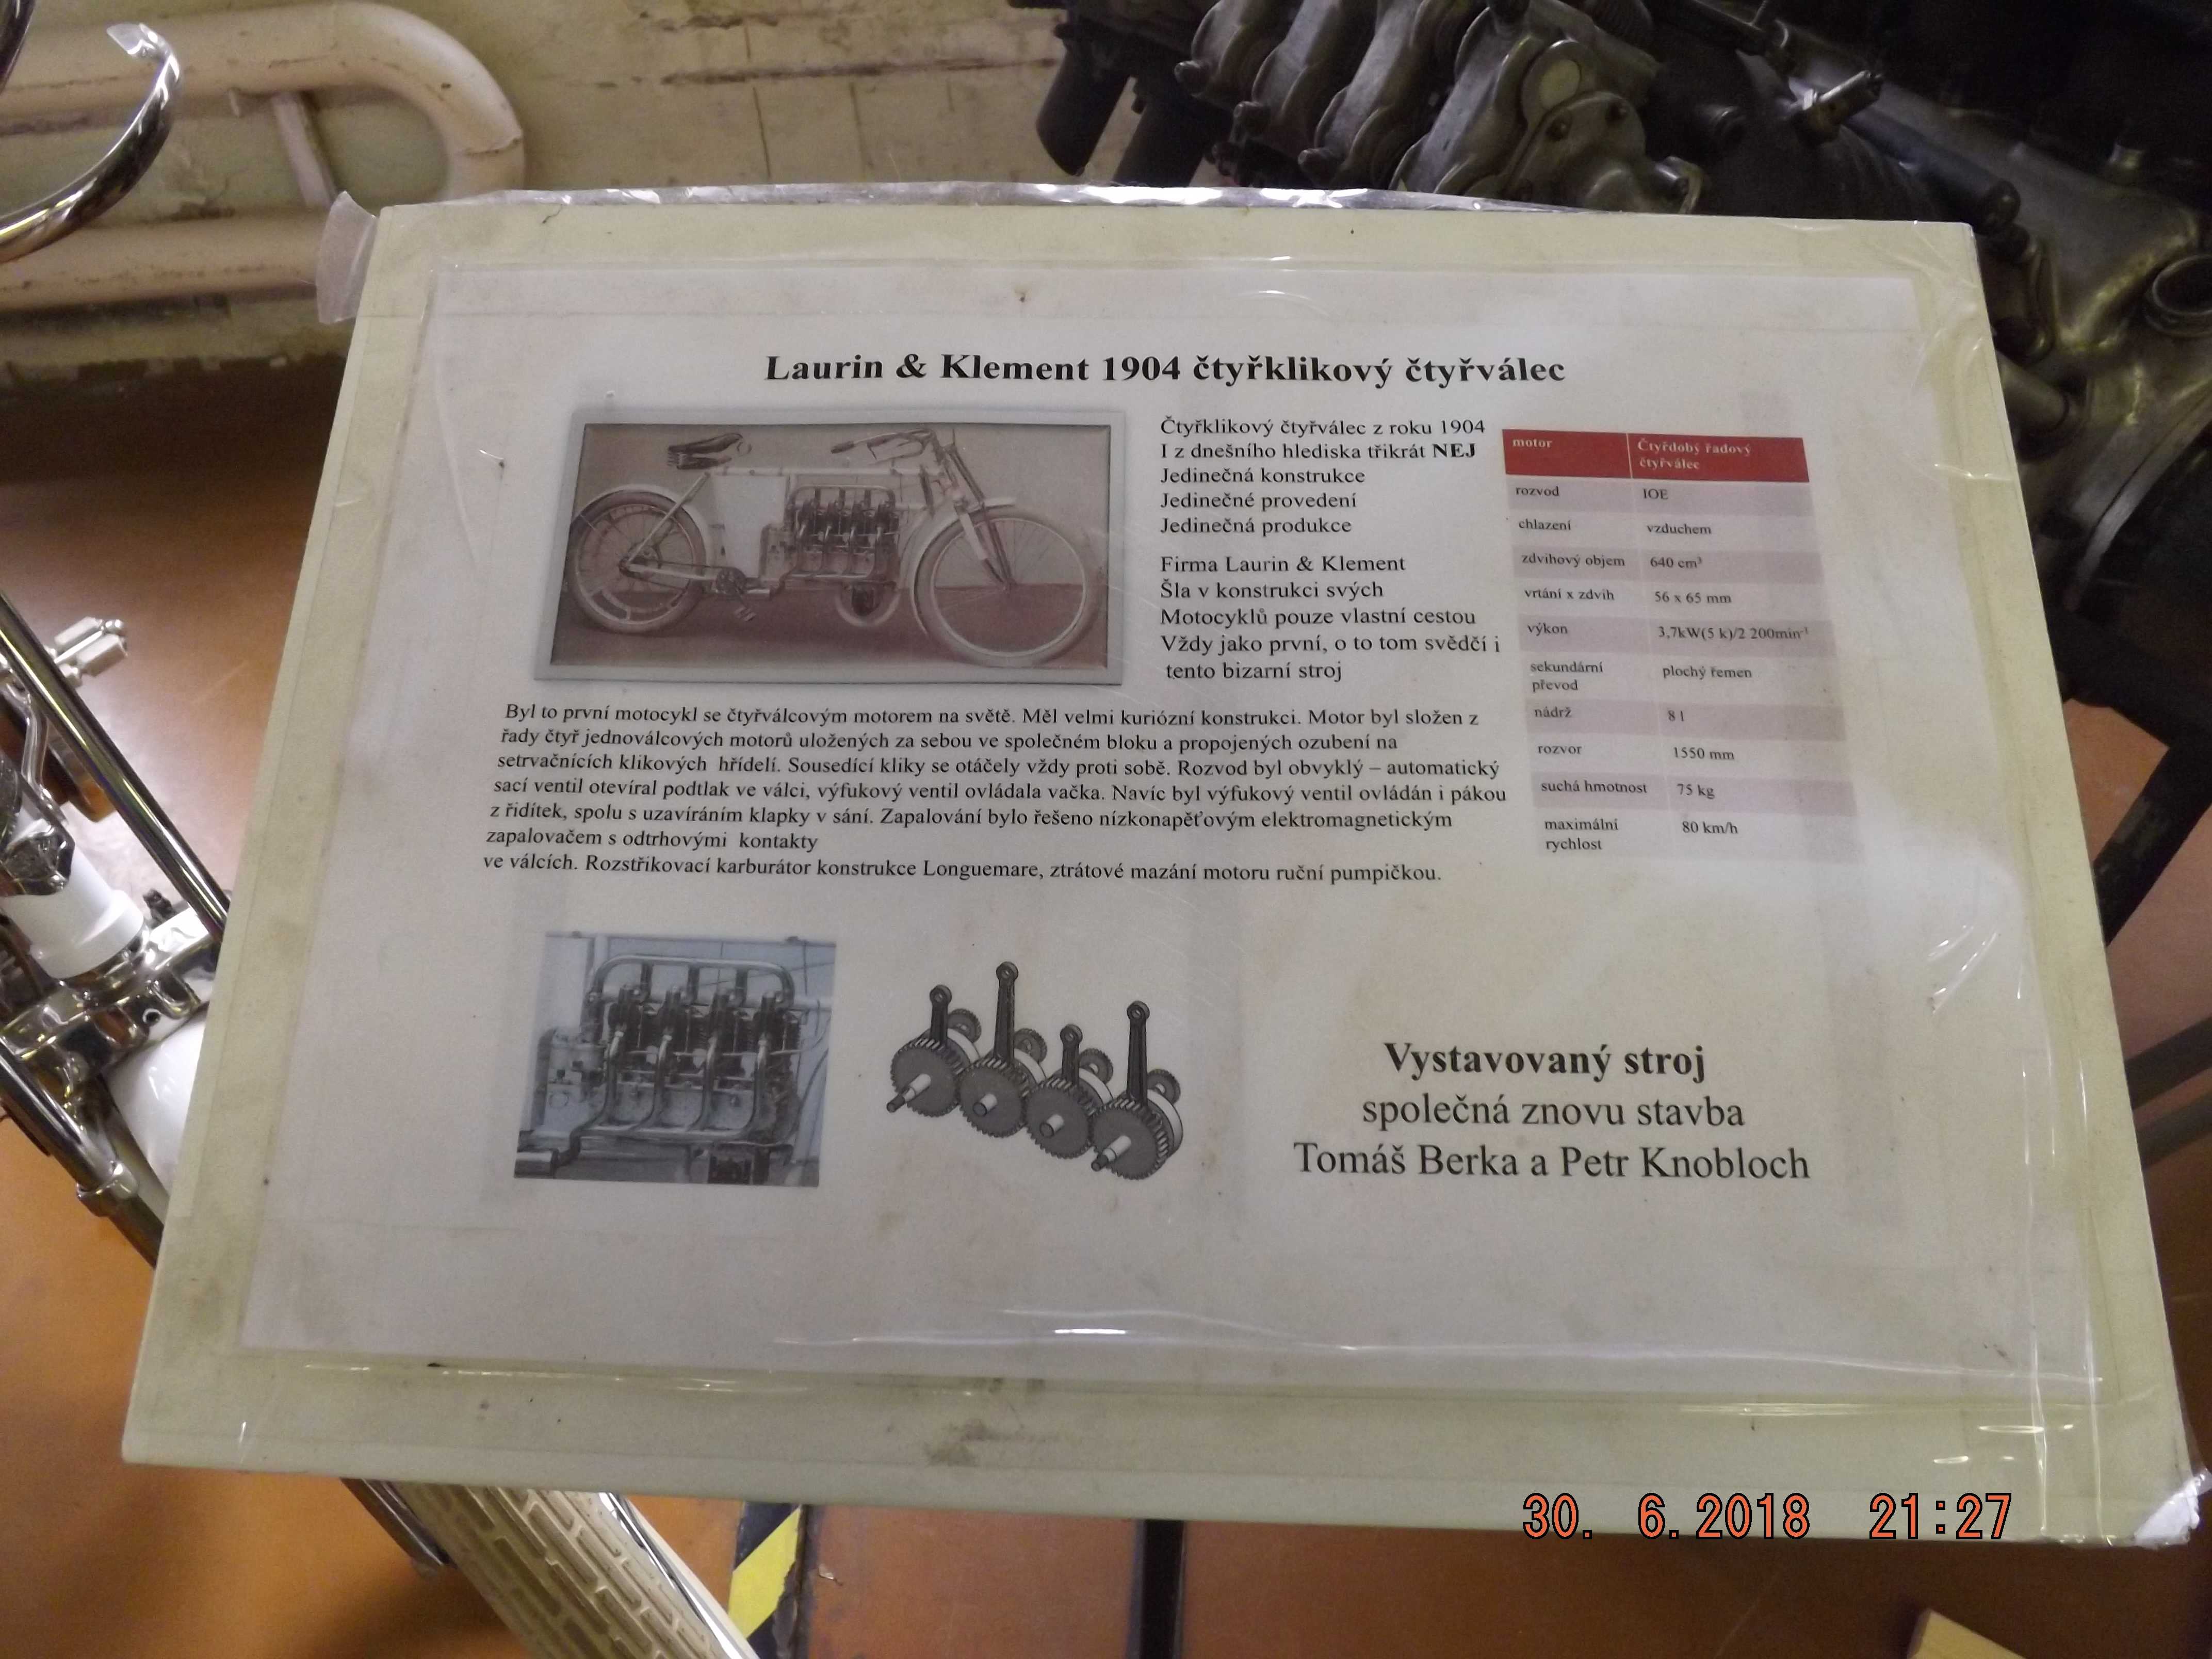 Laurin & Klement 1904 čtyřklikový čtyřválec
Čtyřklikový čtyřválec z roku 1904
I z dnešního hlediska třikrát NEJ
Jedinečná konstrukce
Jedinečné provedení
Jedinečná produkce
Firma Laurin & Klement
Šla v konstrukci svých
Motocyklů pouze vlastní cestou
Vždy jako první, o to tom svědčí i
tento bizarní stroj
motor Čtyřdobý řadový
čtyřválec
rozvod IOE
chlazení vzduchem
zdvihový objem 640 cm³
vrtání x zdvih 56 x 65 mm
výkon 3,7kW(5 k)/2 200min⁻¹
sekundární
převod plochý řemen
nádrž 8 l
rozvor 1550 mm
suchá hmotnost 75 kg
maximální
rychlost 80 km/h
Byl to první motocykl se čtyřválcovým motorem na světě. Měl velmi kuriózní konstrukci. Motor byl složen z
řady čtyř jednoválcových motorů uložených za sebou ve společném bloku a propojených ozubení na
setrvačnících klikových hřídelí. Sousedící kliky se otáčely vždy proti sobě. Rozvod byl obvyklý – automatický
sací ventil otevíral podtlak ve válci, výfukový ventil ovládala vačka. Navíc byl výfukový ventil ovládán i pákou
z řidítek, spolu s uzavíráním klapky v sání. Zapalování bylo řešeno nízkonapěťovým elektromagnetickým
zapalovačem s odtrhovými kontakty
ve válcích. Rozstřikovací karburátor konstrukce Longuemare, ztrátové mazání motoru ruční pumpičkou.
Vystavovaný stroj
společná znovu stavba
Tomáš Berka a Petr Knobloch
30. 6.2018 21:27